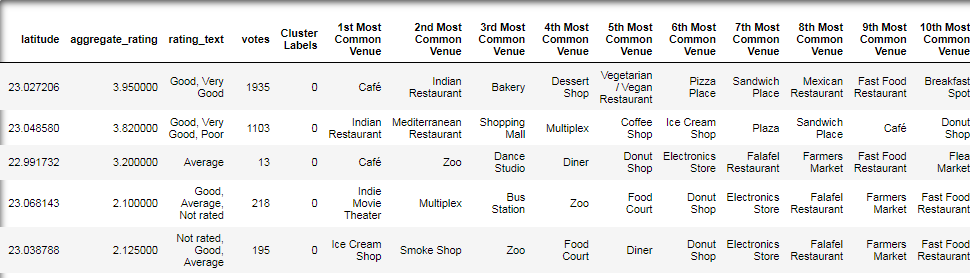 latitude aggregate_rating rating_text votes Cluster Labels 1st Most Common Venue 2nd Most Common Venue 3rd Most Common Venue 4th Most Common Venue 5th Most Common Venue 6th Most Common Venue 7th Most Common Venue 8th Most Common Venue 9th Most Common Venue 10th Most Common Venue
23.027206 3.950000 Good, Very Good 1935 0 Café Indian Restaurant Bakery Dessert Shop Vegetarian / Vegan Restaurant Pizza Place Sandwich Place Mexican Restaurant Fast Food Restaurant Breakfast Spot
23.048580 3.820000 Good, Very Good, Poor 1103 0 Indian Restaurant Mediterranean Restaurant Shopping Mall Multiplex Coffee Shop Ice Cream Shop Plaza Sandwich Place Café Donut Shop
22.991732 3.200000 Average 13 0 Café Zoo Dance Studio Diner Donut Shop Electronics Store Falafel Restaurant Farmers Market Fast Food Restaurant Flea Market
23.068143 2.100000 Good, Average, Not rated 218 0 Indie Movie Theater Multiplex Bus Station Zoo Food Court Donut Shop Electronics Store Falafel Restaurant Farmers Market Fast Food Restaurant
23.038788 2.125000 Not rated, Good, Average 195 0 Ice Cream Shop Smoke Shop Zoo Food Court Diner Donut Shop Electronics Store Falafel Restaurant Farmers Market Fast Food Restaurant